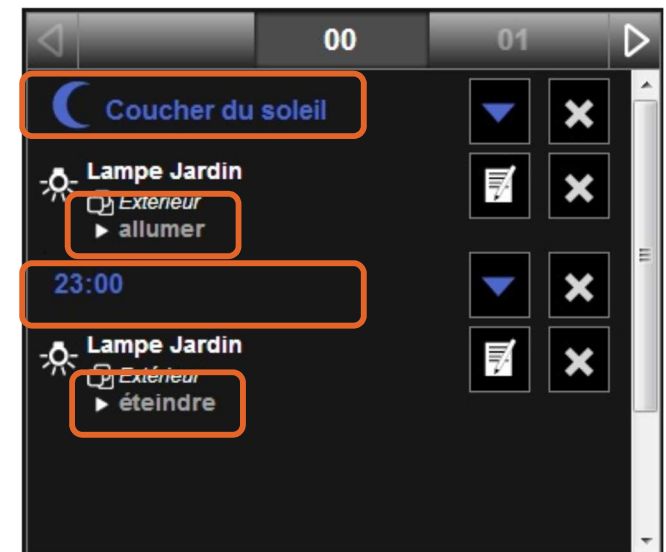 00 01
Coucher du soleil
Lampe Jardin
Extérieur
▶ allumer
23:00
Lampe Jardin
Extérieur
▶ éteindre